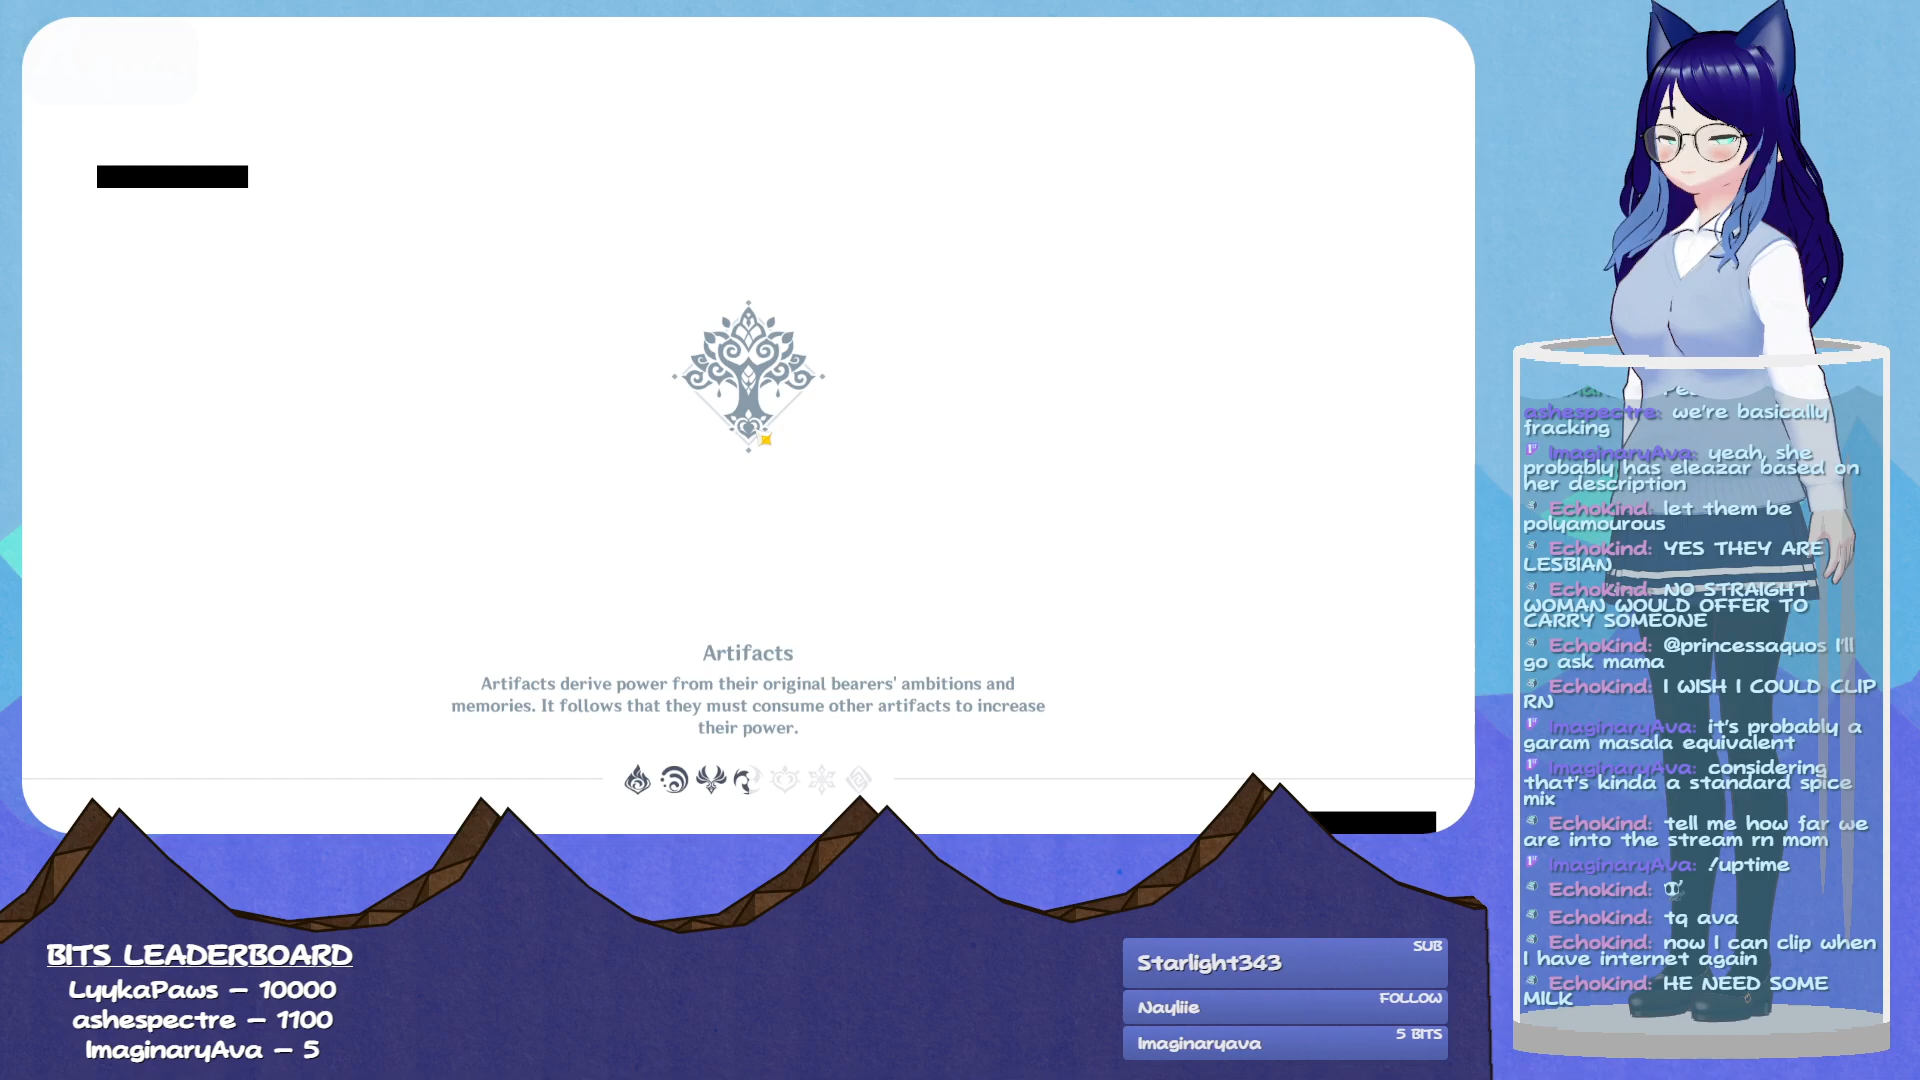 Artifacts
Artifacts derive power from their original bearers' ambitions and
memories. It follows that they must consume other artifacts to increase
their power.
BITS LEADERBOARD
LyykaPaws – 10000
ashespectre – 1100
ImaginaryAva – 5
SUB
Starlight343
FOLLOW
Nayliie
5 BITS
Imaginaryava
ashespectre: we're basically
fracking
ImaginaryAva: yeah, she
probably has eleazar based on
her description
EchoKind: let them be
polyamourous
EchoKind: YES THEY ARE
LESBIAN
EchoKind: NO STRAIGHT
WOMAN WOULD OFFER TO
CARRY SOMEONE
EchoKind: @princessaquos I'll
go ask mama
EchoKind: I WISH I COULD CLIP
RN
ImaginaryAva: it's probably a
garam masala equivalent
ImaginaryAva: considering
that's kinda a standard spice
mix
EchoKind: tell me how far we
are into the stream rn mom
ImaginaryAva: /uptime
EchoKind:
EchoKind: tq ava
EchoKind: now I can clip when
I have internet again
EchoKind: HE NEED SOME
MILK